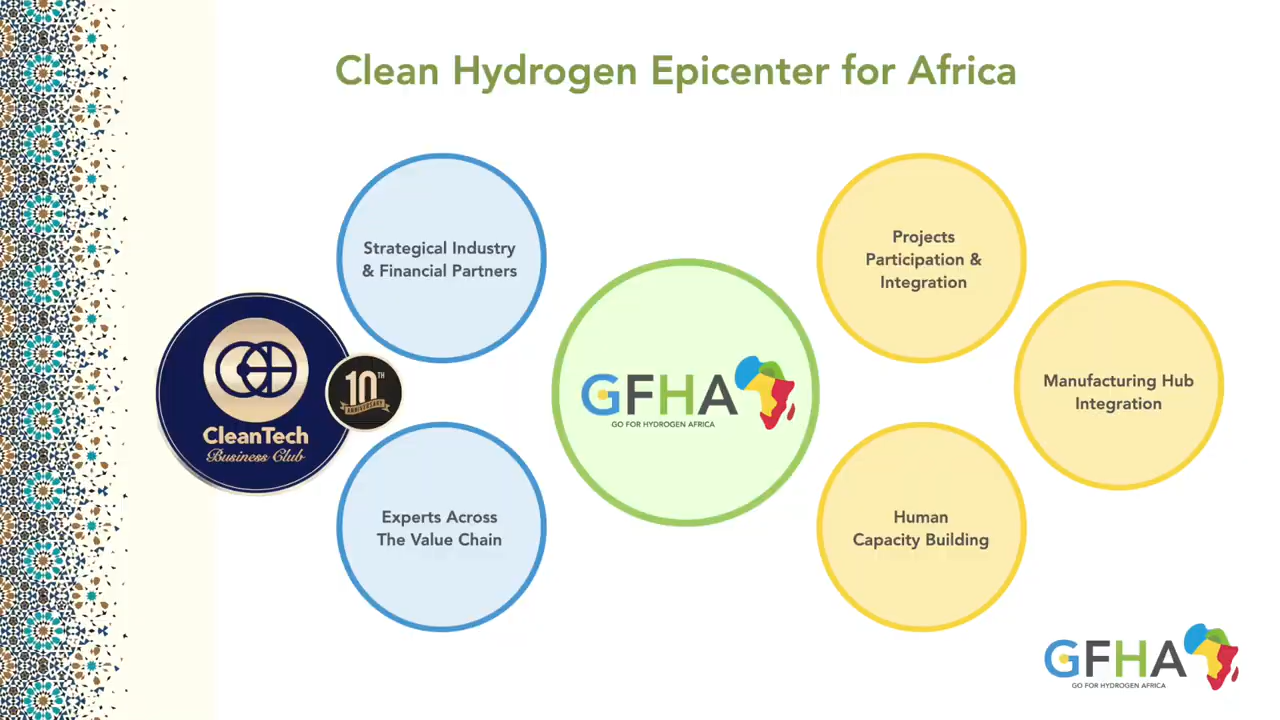 Clean Hydrogen Epicenter for Africa
Strategical Industry
& Financial Partners
Projects
Participation &
Integration
CleanTech
Business Club
10TH
ANNIVERSARY
GFHA
GO FOR HYDROGEN AFRICA
Manufacturing Hub
Integration
Experts Across
The Value Chain
Human
Capacity Building
GFHA
GO FOR HYDROGEN AFRICA